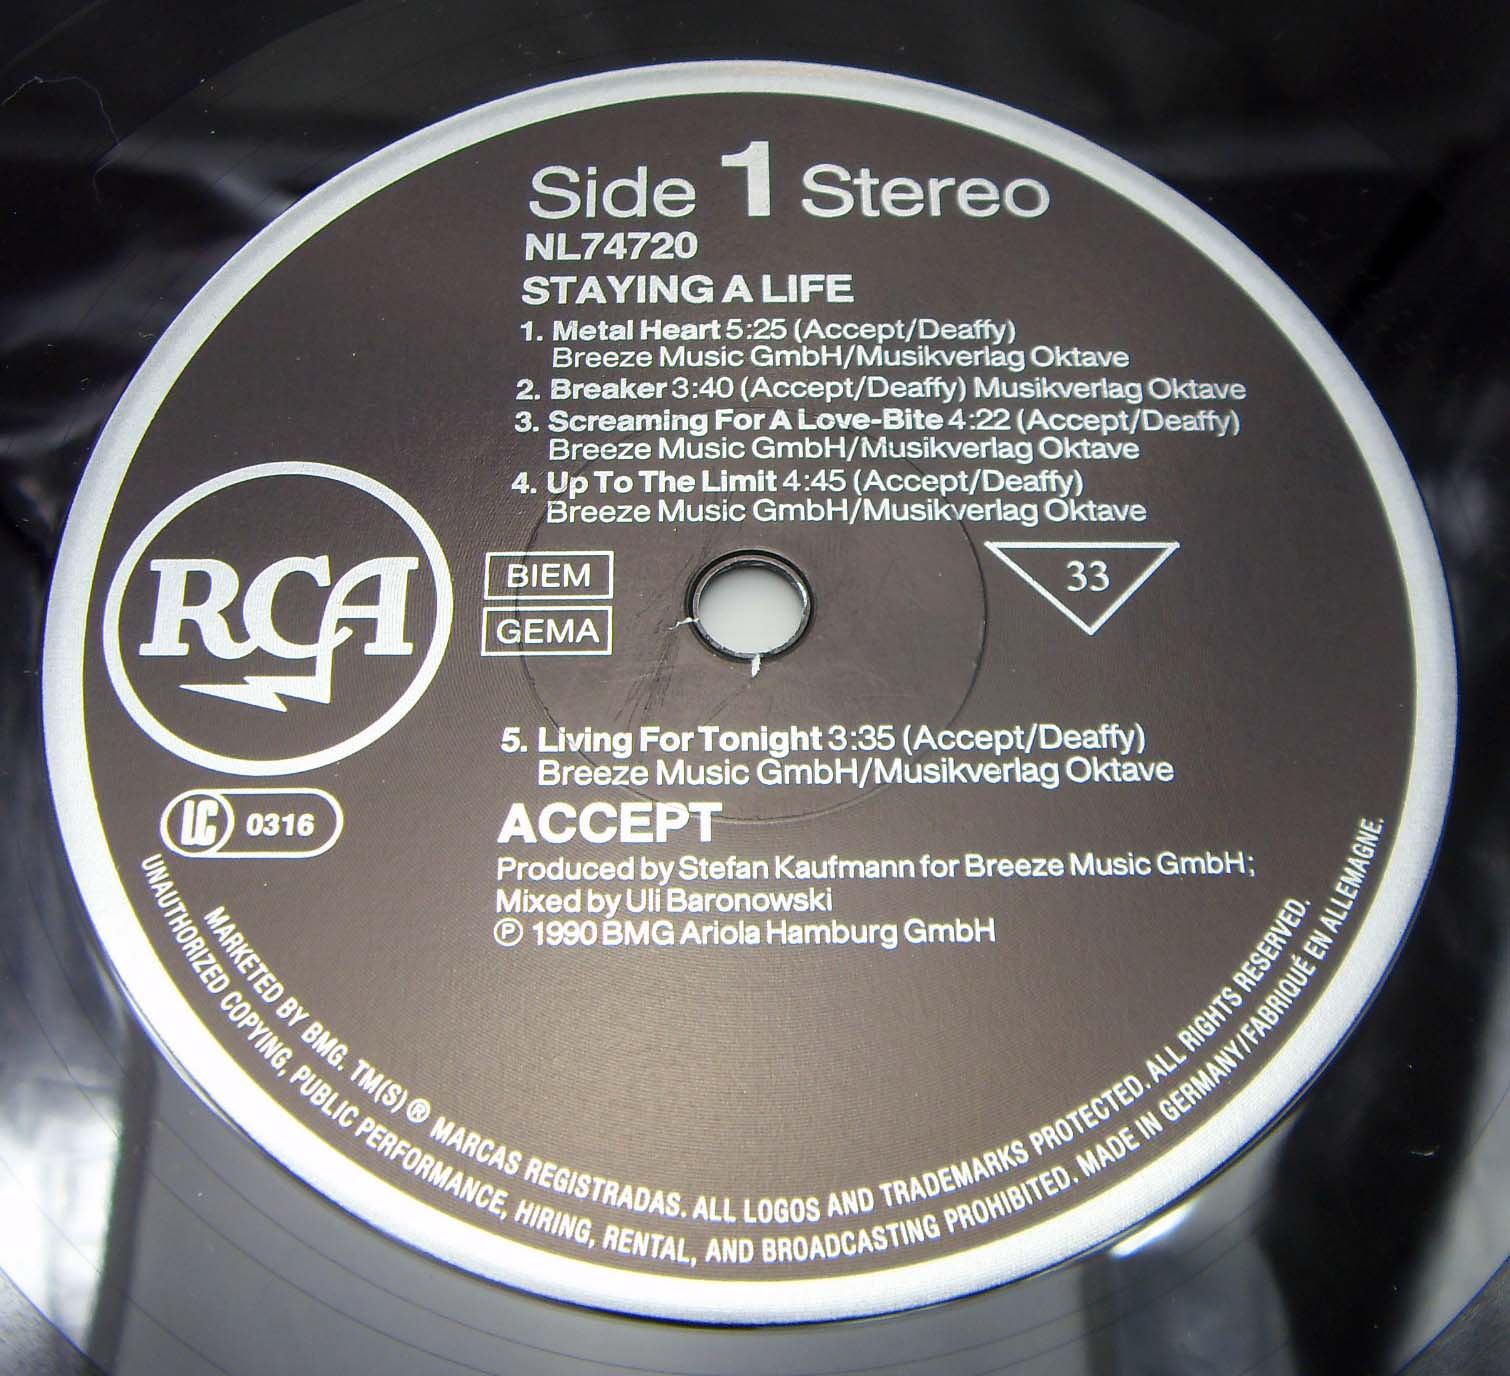 Side 1 Stereo
NL74720
STAYING A LIFE
1. Metal Heart 5:25 (Accept/Deaffy)
Breeze Music GmbH/Musikverlag Oktave
2. Breaker 3:40 (Accept/Deaffy) Musikverlag Oktave
3. Screaming For A Love-Bite 4:22 (Accept/Deaffy)
Breeze Music GmbH/Musikverlag Oktave
4. Up To The Limit 4:45 (Accept/Deaffy)
Breeze Music GmbH/Musikverlag Oktave
RCA
BIEM
GEMA
33
5. Living For Tonight 3:35 (Accept/Deaffy)
Breeze Music GmbH/Musikverlag Oktave
LC 0316
ACCEPT
Produced by Stefan Kaufmann for Breeze Music GmbH;
Mixed by Uli Baronowski
℗ 1990 BMG Ariola Hamburg GmbH
MARKETED BY BMG. TM(S) ® MARCAS REGISTRADAS. ALL LOGOS AND TRADEMARKS PROTECTED. ALL RIGHTS RESERVED.
UNAUTHORIZED COPYING, PUBLIC PERFORMANCE, HIRING, RENTAL, AND BROADCASTING PROHIBITED. MADE IN GERMANY/FABRIQUÉ EN ALLEMAGNE.